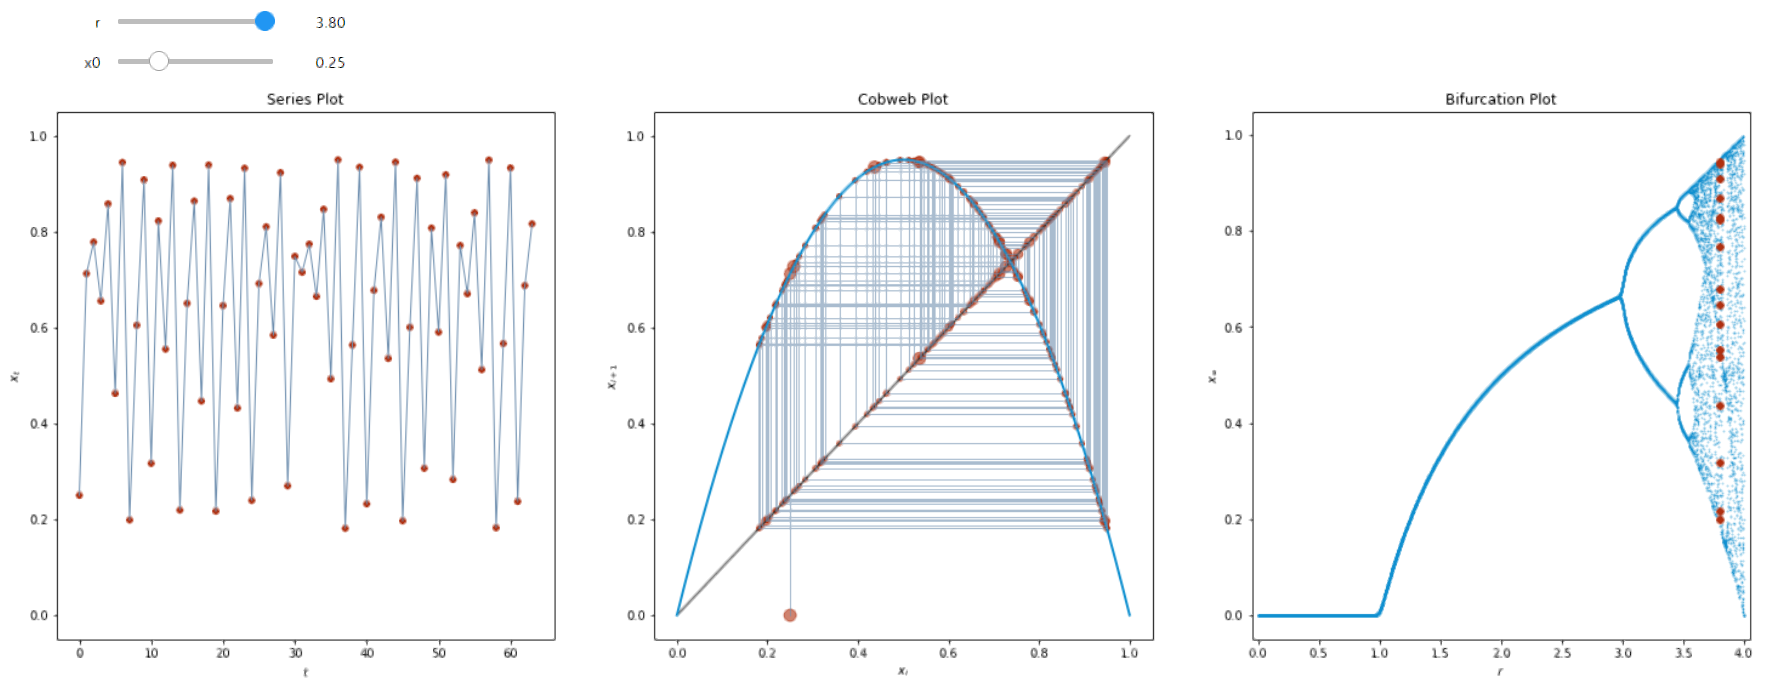 r 3.80
x0 0.25
Series Plot
1.0
0.8
0.6
0.4
0.2
0.0
x_t
0 10 20 30 40 50 60
t
Cobweb Plot
1.0
0.8
0.6
0.4
0.2
0.0
x_{t+1}
0.0 0.2 0.4 0.6 0.8 1.0
x_t
Bifurcation Plot
1.0
0.8
0.6
0.4
0.2
0.0
x_∞
0.0 0.5 1.0 1.5 2.0 2.5 3.0 3.5 4.0
r